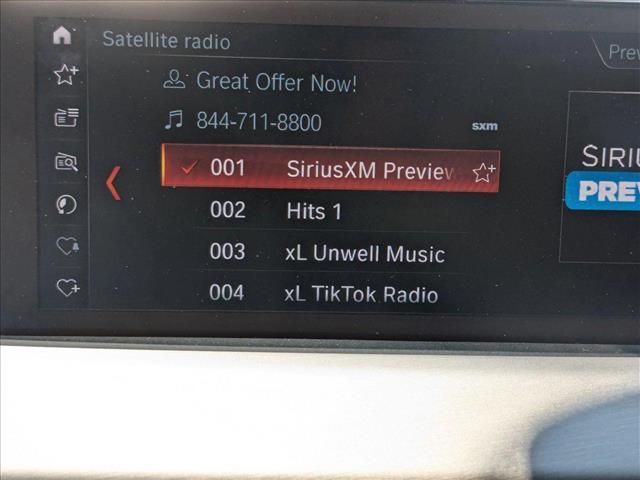 Satellite radio
Prev
Great Offer Now!
844-711-8800
sxm
001 SiriusXM Preview
002 Hits 1
003 xL Unwell Music
004 xL TikTok Radio
SIRIU
PREV